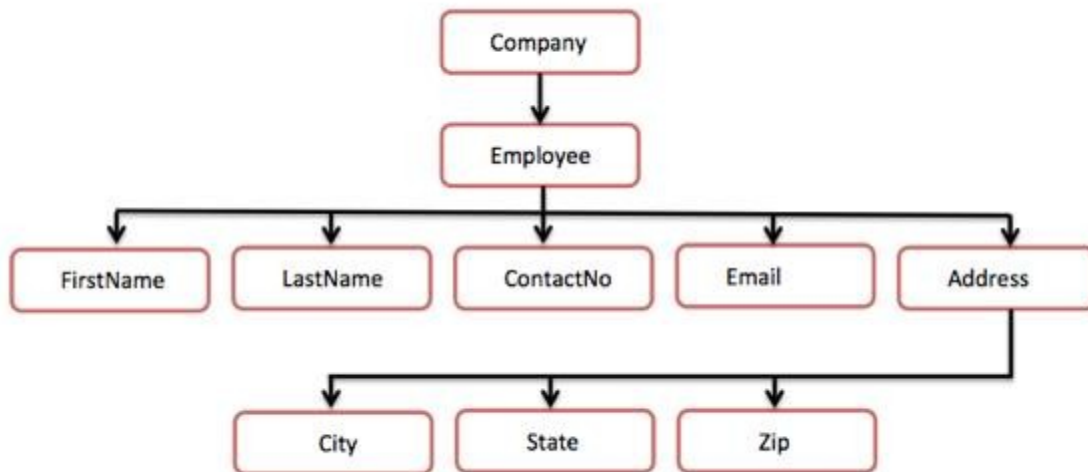 Company
Employee
FirstName
LastName
ContactNo
Email
Address
City
State
Zip